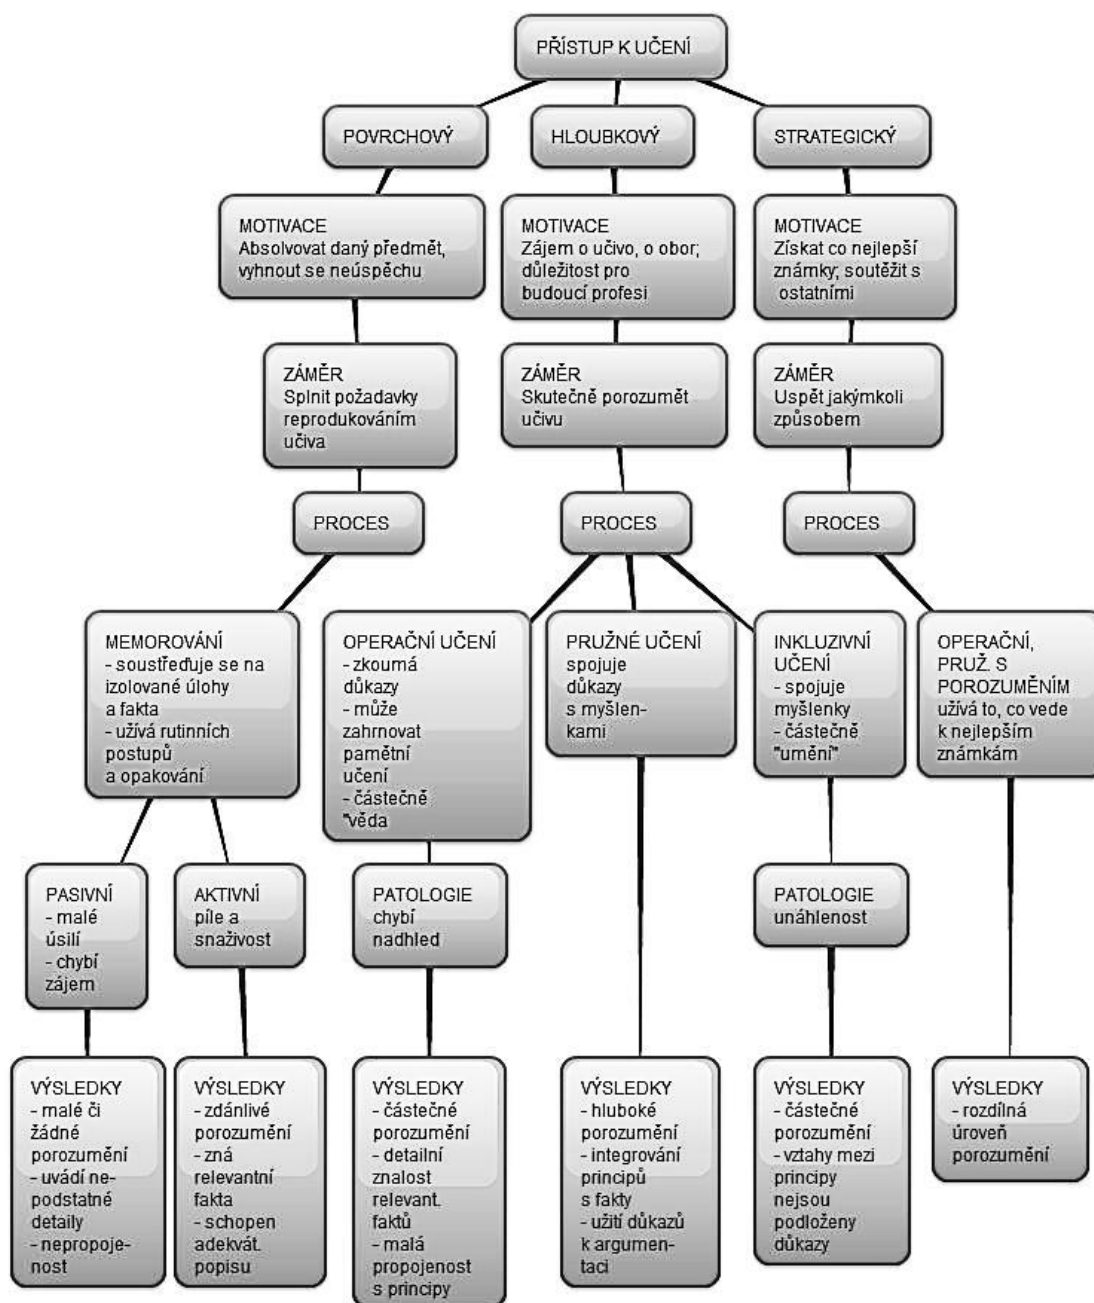 PŘÍSTUP K UČENÍ
POVRCHOVÝ
HLOUBKOVÝ
STRATEGICKÝ
MOTIVACE
Absolvovat daný předmět,
vyhnout se neúspěchu
MOTIVACE
Zájem o učivo, o obor;
důležitost pro
budoucí profesi
MOTIVACE
Získat co nejlepší
známky; soutěžit s
ostatními
ZÁMĚR
Splnit požadavky
reprodukováním
učiva
ZÁMĚR
Skutečně porozumět
učivu
ZÁMĚR
Uspět jakýmkoli
způsobem
PROCES
PROCES
PROCES
MEMOROVÁNÍ
- soustřeďuje se na
izolované úlohy
a fakta
- užívá rutinních
postupů
a opakování
OPERAČNÍ UČENÍ
- zkoumá
důkazy
- může
zahrnovat
pamětní
učení
- částečně
"věda
PRUŽNÉ UČENÍ
spojuje
důkazy
s myšlen-
kami
INKLUZIVNÍ
UČENÍ
- spojuje
myšlenky
- částečně
"umění"
OPERAČNÍ,
PRUŽ. S
POROZUMĚNÍM
užívá to, co vede
k nejlepším
známkám
PASIVNÍ
- malé
úsilí
- chybí
zájem
AKTIVNÍ
píle a
snaživost
PATOLOGIE
chybí
nadhled
PATOLOGIE
unáhlenost
VÝSLEDKY
- malé či
žádné
porozumění
- uvádí ne-
podstatné
detaily
- nepropoje-
nost
VÝSLEDKY
- zdánlivé
porozumění
- zná
relevantní
fakta
- schopen
adekvát.
popisu
VÝSLEDKY
- částečné
porozumění
- detailní
znalost
relevant.
faktů
- malá
propojenost
s principy
VÝSLEDKY
- hluboké
porozumění
- integrování
principů
s fakty
- užití důkazů
k argumen-
taci
VÝSLEDKY
- částečné
porozumění
- vztahy mezi
principy
nejsou
podloženy
důkazy
VÝSLEDKY
- rozdílná
úroveň
porozumění